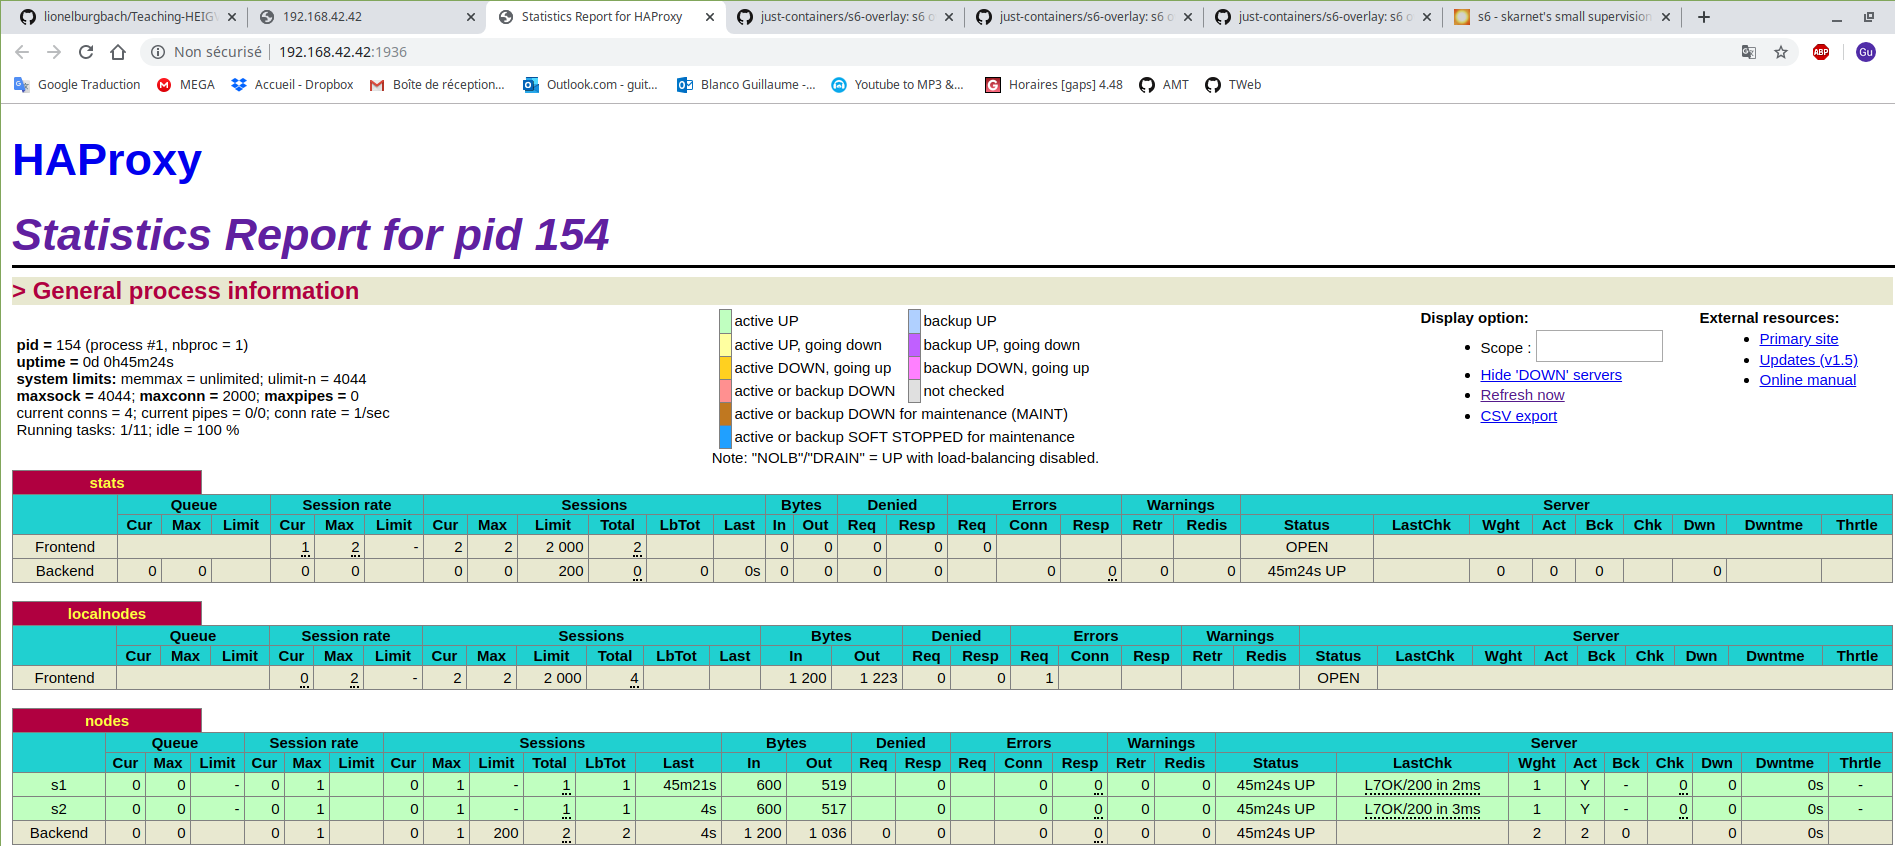 lionelburgbach/Teaching-HEIGV
192.168.42.42
Statistics Report for HAProxy
just-containers/s6-overlay: s6 o
just-containers/s6-overlay: s6 o
just-containers/s6-overlay: s6 o
s6 - skarnet's small supervision
Non sécurisé 192.168.42.42:1936 ABP Gu
Google Traduction MEGA Accueil - Dropbox Boîte de réception... Outlook.com - guit... Blanco Guillaume -... Youtube to MP3 &... Horaires [gaps] 4.48 AMT TWeb
HAProxy
Statistics Report for pid 154
> General process information
pid = 154 (process #1, nbproc = 1)
uptime = 0d 0h45m24s
system limits: memmax = unlimited; ulimit-n = 4044
maxsock = 4044; maxconn = 2000; maxpipes = 0
current conns = 4; current pipes = 0/0; conn rate = 1/sec
Running tasks: 1/11; idle = 100 %
active UP backup UP
active UP, going down backup UP, going down
active DOWN, going up backup DOWN, going up
active or backup DOWN not checked
active or backup DOWN for maintenance (MAINT)
active or backup SOFT STOPPED for maintenance
Note: "NOLB"/"DRAIN" = UP with load-balancing disabled.
Display option:
Scope :
Hide 'DOWN' servers
Refresh now
CSV export
External resources:
Primary site
Updates (v1.5)
Online manual
stats
Queue Session rate Sessions Bytes Denied Errors Warnings Server
Cur Max Limit Cur Max Limit Cur Max Limit Total LbTot Last In Out Req Resp Req Conn Resp Retr Redis Status LastChk Wght Act Bck Chk Dwn Dwntme Thrtle
Frontend 1 2 - 2 2 2 000 2 0 0 0 0 0 OPEN
Backend 0 0 0 0 0 0 200 0 0 0s 0 0 0 0 0 0 0 0 45m24s UP 0 0 0 0
localnodes
Queue Session rate Sessions Bytes Denied Errors Warnings Server
Cur Max Limit Cur Max Limit Cur Max Limit Total LbTot Last In Out Req Resp Req Conn Resp Retr Redis Status LastChk Wght Act Bck Chk Dwn Dwntme Thrtle
Frontend 0 2 - 2 2 2 000 4 1 200 1 223 0 0 1 OPEN
nodes
Queue Session rate Sessions Bytes Denied Errors Warnings Server
Cur Max Limit Cur Max Limit Cur Max Limit Total LbTot Last In Out Req Resp Req Conn Resp Retr Redis Status LastChk Wght Act Bck Chk Dwn Dwntme Thrtle
s1 0 0 - 0 1 0 1 - 1 1 45m21s 600 519 0 0 0 0 0 45m24s UP L7OK/200 in 2ms 1 Y - 0 0 0s -
s2 0 0 - 0 1 0 1 - 1 1 4s 600 517 0 0 0 0 0 45m24s UP L7OK/200 in 3ms 1 Y - 0 0 0s -
Backend 0 0 0 1 0 1 200 2 2 4s 1 200 1 036 0 0 0 0 0 0 45m24s UP 2 2 0 0 0s